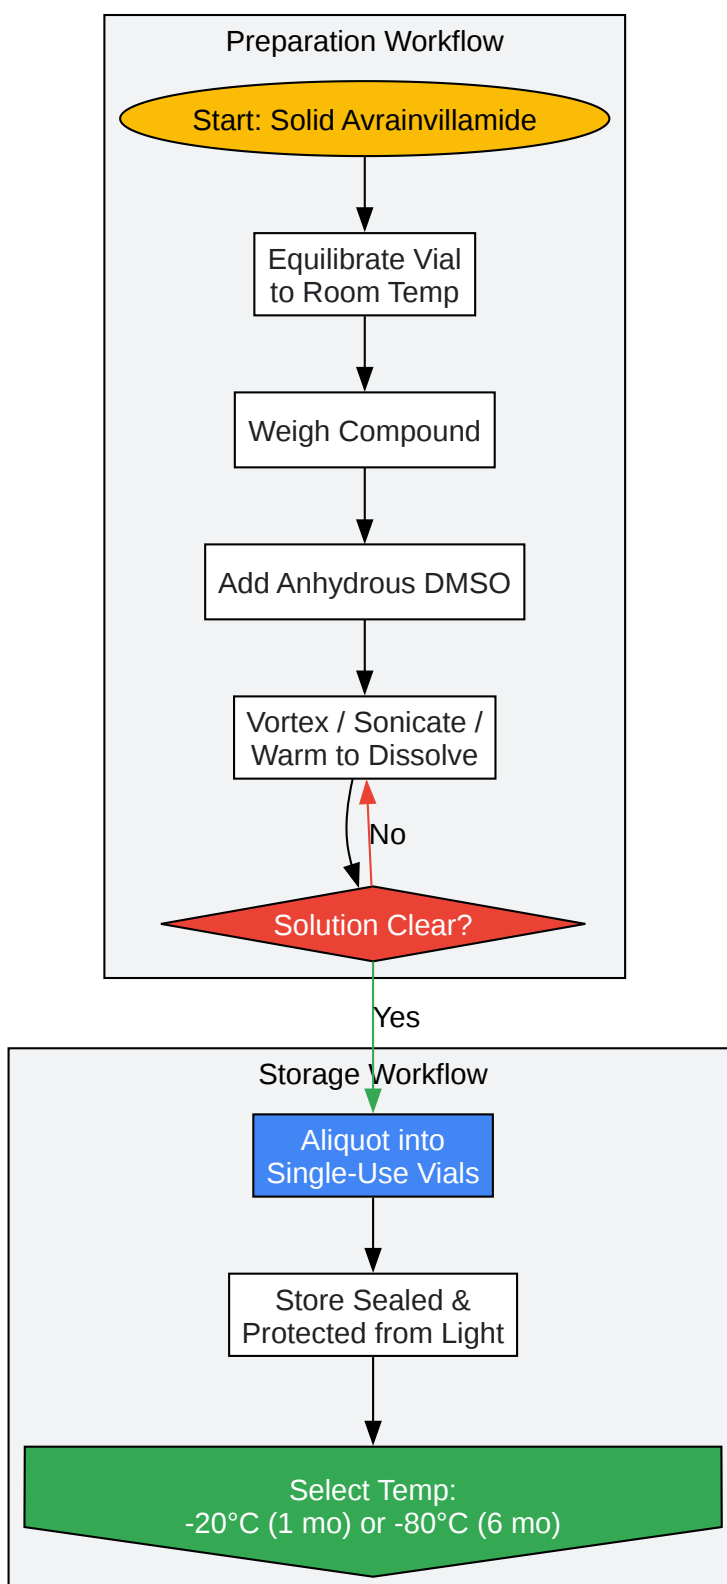 Preparation Workflow
Start: Solid Avrainvillamide
Equilibrate Vial
to Room Temp
Weigh Compound
Add Anhydrous DMSO
Vortex / Sonicate /
Warm to Dissolve
No
Solution Clear?
Yes
Storage Workflow
Aliquot into
Single-Use Vials
Store Sealed &
Protected from Light
Select Temp:
-20°C (1 mo) or -80°C (6 mo)